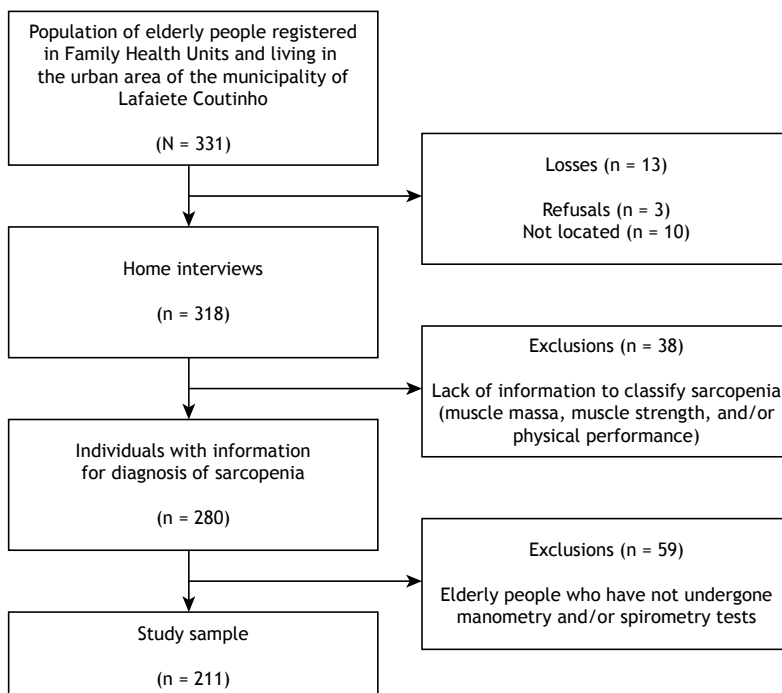 Population of elderly people registered
in Family Health Units and living in
the urban area of the municipality of
Lafaiete Coutinho
(N = 331)
Losses (n = 13)
Refusals (n = 3)
Not located (n = 10)
Home interviews
(n = 318)
Exclusions (n = 38)
Lack of information to classify sarcopenia
(muscle massa, muscle strength, and/or
physical performance)
Individuals with information
for diagnosis of sarcopenia
(n = 280)
Exclusions (n = 59)
Elderly people who have not undergone
manometry and/or spirometry tests
Study sample
(n = 211)